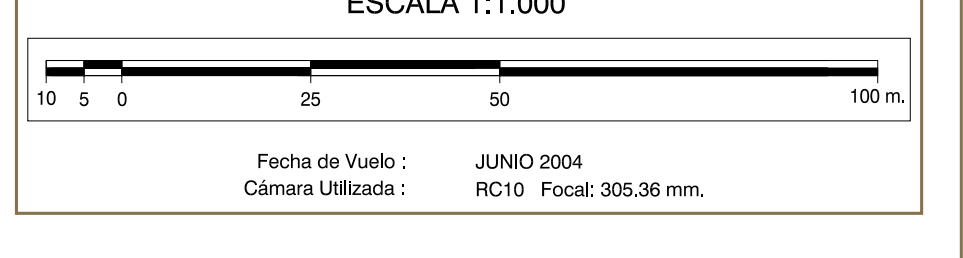 ESCALA 1:1.000
10 5 0 25 50 100 m.
Fecha de Vuelo : JUNIO 2004
Cámara Utilizada : RC10 Focal: 305.36 mm.